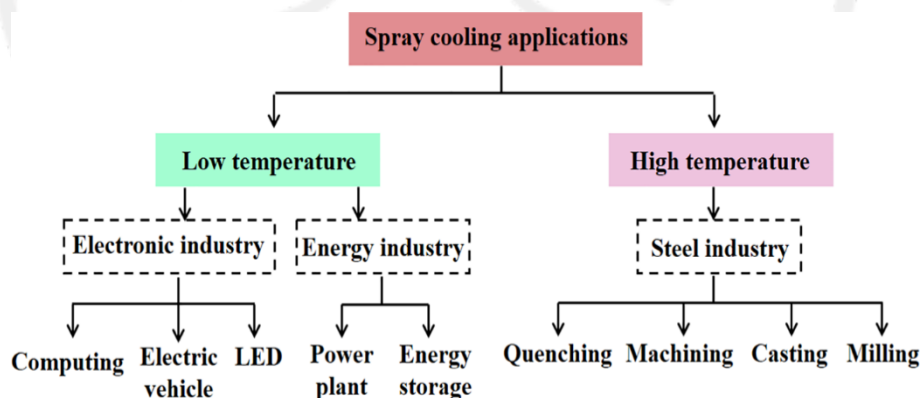 Spray cooling applications
Low temperature
High temperature
Electronic industry
Energy industry
Steel industry
Computing
Electric
vehicle
LED
Power
plant
Energy
storage
Quenching
Machining
Casting
Milling